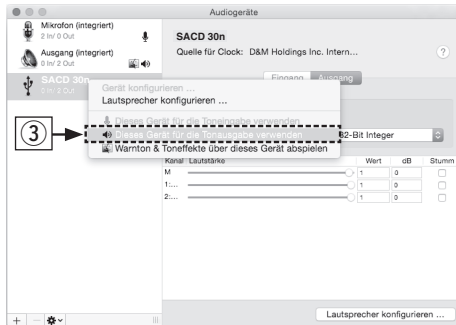 Audiogeräte
Mikrofon (integriert)
2 In/ 0 Out
Ausgang (integriert)
0 In/ 2 Out
SACD 30n
0 In/ 2 Out
SACD 30n
Quelle für Clock: D&M Holdings Inc. Intern...
?
Eingang Ausgang
Gerät konfigurieren ...
Lautsprecher konfigurieren ...
Dieses Gerät für die Toneingabe verwenden
3
Dieses Gerät für die Tonausgabe verwenden
Warnton & Toneffekte über dieses Gerät abspielen
32-Bit Integer
Kanal Lautstärke Wert dB Stumm
M 1 0
1:... 1 0
2:... 1 0
+ −
Lautsprecher konfigurieren ...